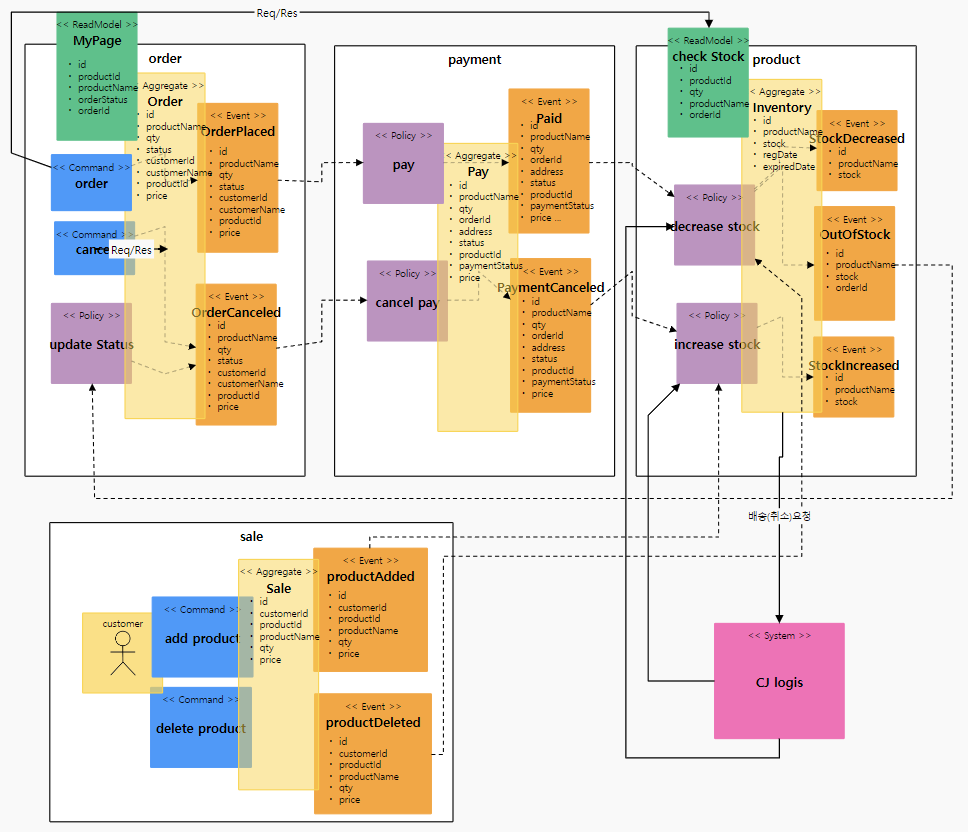 Req/Res
<< ReadModel >>
MyPage
id
productId
productName
orderStatus
orderId
order
Aggregate >>
Order
id
productName
qty
status
customerId
customerName
productId
price
<< Event >>
OrderPlaced
id
productName
qty
status
customerId
customerName
productId
price
<< Command >>
order
<< Command >>
cance
Req/Res
<< Policy >>
update Status
<< Event >>
OrderCanceled
id
productName
qty
status
customerId
customerName
productId
price
payment
<< Policy >>
pay
<< Policy >>
cancel pay
< Aggregate >>
Pay
id
productName
qty
orderId
address
status
productId
paymentStatus
price
<< Event >>
Paid
id
productName
qty
orderId
address
status
productId
paymentStatus
price ...
<< Event >>
PaymentCanceled
id
productName
qty
orderId
address
status
productId
paymentStatus
price
<< ReadModel >>
check Stock
id
productId
qty
productName
orderId
product
< Aggregate >>
Inventory
id
productName
stock
regDate
expiredDate
<< Policy >>
decrease stock
<< Policy >>
increase stock
<< Event >>
StockDecreased
id
productName
stock
<< Event >>
OutOfStock
id
productName
stock
orderId
<< Event >>
StockIncreased
id
productName
stock
배송(취소)요청
sale
customer
<< Command >>
add product
<< Command >>
delete product
<< Aggregate >>
Sale
id
customerId
productId
productName
qty
price
<< Event >>
productAdded
id
customerId
productId
productName
qty
price
<< Event >>
productDeleted
id
customerId
productId
productName
qty
price
<< System >>
CJ logis